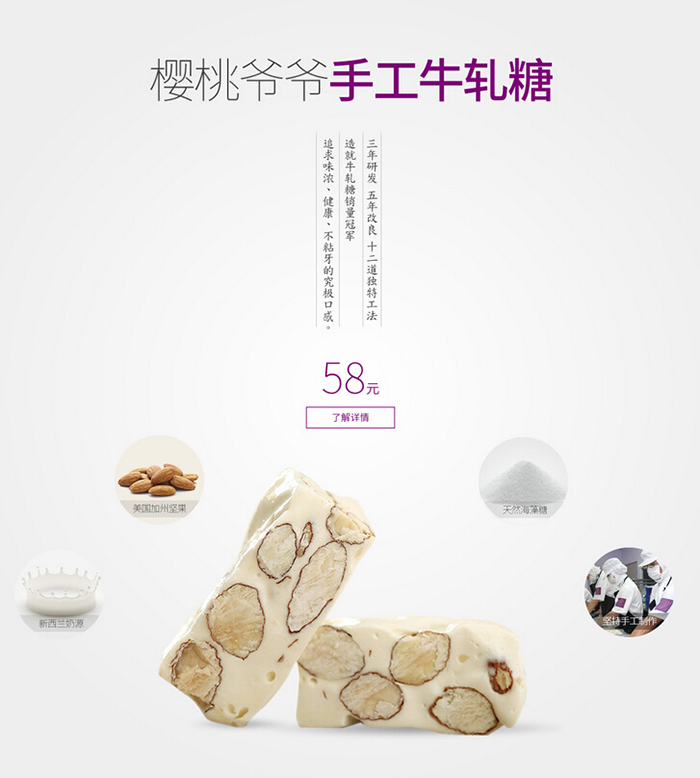 樱桃爷爷手工牛轧糖
三年研发 五年改良 十二道独特工法
造就牛轧糖销量冠军
追求味浓、健康、不粘牙的究极口感。
58元
了解详情
美国加州坚果
天然海藻糖
新西兰奶源
坚持手工制作